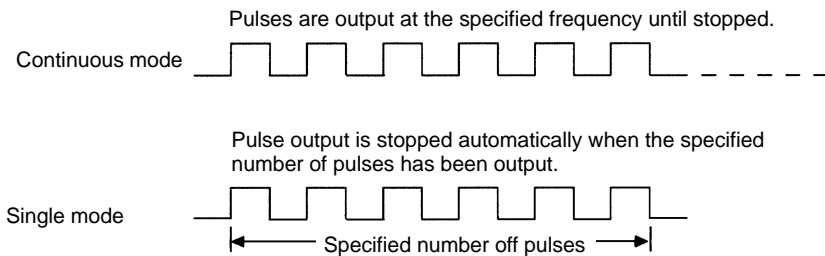 Pulses are output at the specified frequency until stopped.
Continuous mode
Pulse output is stopped automatically when the specified
number of pulses has been output.
Single mode
Specified number off pulses